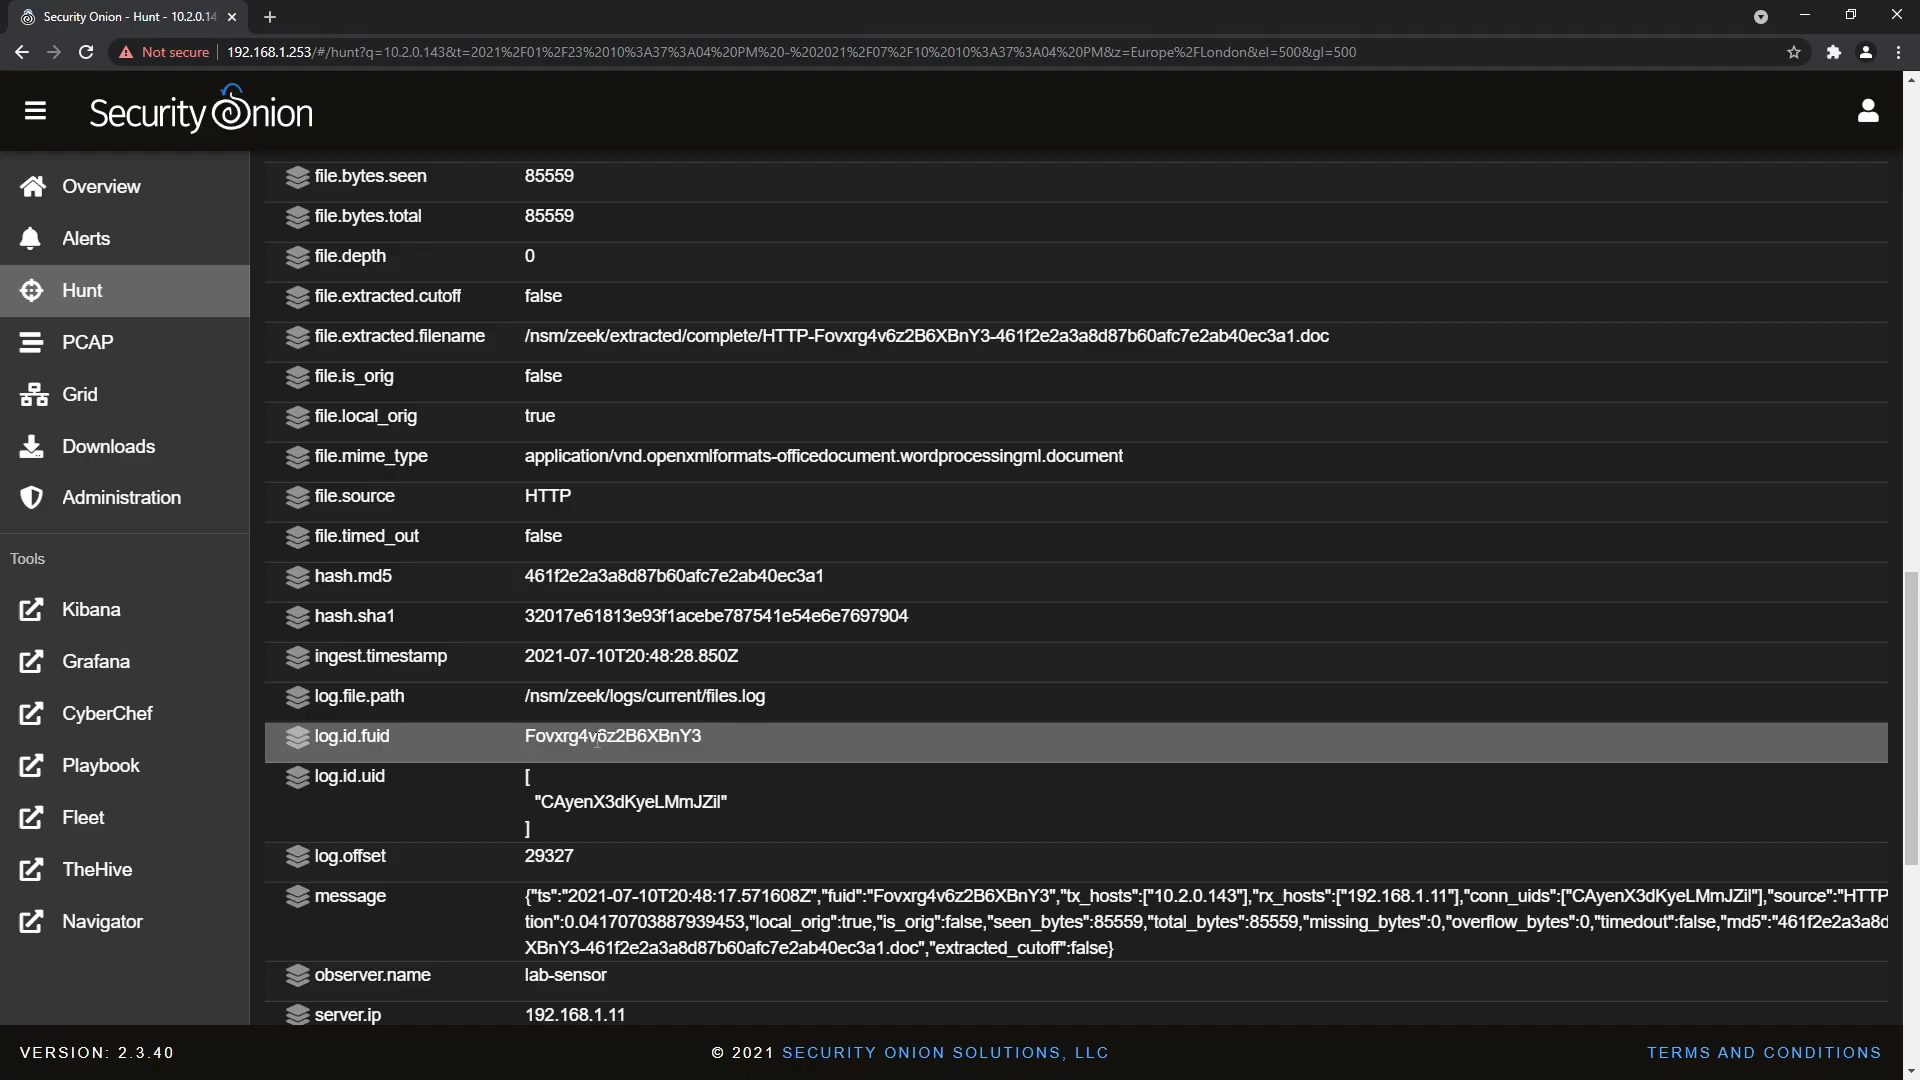 Security Onion - Hunt - 10.2.0.14
Not secure
192.168.1.253/#/hunt?q=10.2.0.143&t=2021%2F01%2F23%2010%3A37%3A04%20PM%20-%202021%2F07%2F10%2010%3A37%3A04%20PM&z=Europe%2FLondon&el=500&gl=500
Security Onion
Overview
Alerts
Hunt
PCAP
Grid
Downloads
Administration
Tools
Kibana
Grafana
CyberChef
Playbook
Fleet
TheHive
Navigator
file.bytes.seen 85559
file.bytes.total 85559
file.depth 0
file.extracted.cutoff false
file.extracted.filename /nsm/zeek/extracted/complete/HTTP-Fovxrg4v6z2B6XBnY3-461f2e2a3a8d87b60afc7e2ab40ec3a1.doc
file.is_orig false
file.local_orig true
file.mime_type application/vnd.openxmlformats-officedocument.wordprocessingml.document
file.source HTTP
file.timed_out false
hash.md5 461f2e2a3a8d87b60afc7e2ab40ec3a1
hash.sha1 32017e61813e93f1acebe787541e54e6e7697904
ingest.timestamp 2021-07-10T20:48:28.850Z
log.file.path /nsm/zeek/logs/current/files.log
log.id.fuid Fovxrg4v6z2B6XBnY3
log.id.uid [
"CAyenX3dKyeLMmJZil"
]
log.offset 29327
message {"ts":"2021-07-10T20:48:17.571608Z","fuid":"Fovxrg4v6z2B6XBnY3","tx_hosts":["10.2.0.143"],"rx_hosts":["192.168.1.11"],"conn_uids":["CAyenX3dKyeLMmJZil"],"source":"HTTP
tion":0.04170703887939453,"local_orig":true,"is_orig":false,"seen_bytes":85559,"total_bytes":85559,"missing_bytes":0,"overflow_bytes":0,"timedout":false,"md5":"461f2e2a3a8d
XBnY3-461f2e2a3a8d87b60afc7e2ab40ec3a1.doc","extracted_cutoff":false}
observer.name lab-sensor
server.ip 192.168.1.11
VERSION: 2.3.40
© 2021 SECURITY ONION SOLUTIONS, LLC
TERMS AND CONDITIONS